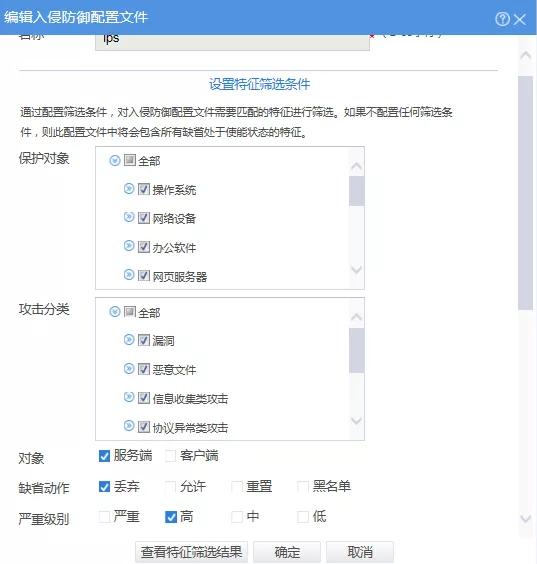 编辑入侵防御配置文件
名称
ips
设置特征筛选条件
通过配置筛选条件，对入侵防御配置文件需要匹配的特征进行筛选。如果不配置任何筛选条
件，则此配置文件中将会包含所有缺省处于使能状态的特征。
保护对象
全部
操作系统
网络设备
办公软件
网页服务器
攻击分类
全部
漏洞
恶意文件
信息收集类攻击
协议异常类攻击
对象 服务端 客户端
缺省动作 丢弃 允许 重置 黑名单
严重级别 严重 高 中 低
查看特征筛选结果 确定 取消